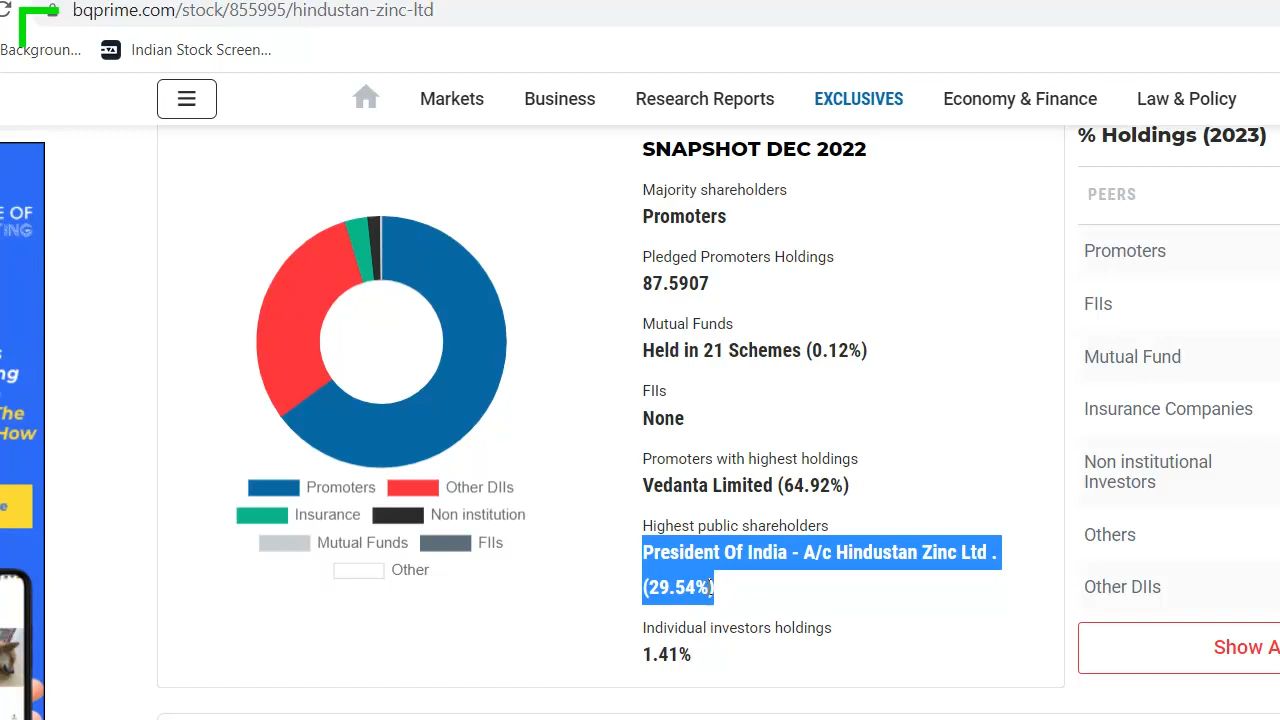 bqprime.com/stock/855995/hindustan-zinc-ltd
Backgroun...
Indian Stock Screen...
Markets
Business
Research Reports
EXCLUSIVES
Economy & Finance
Law & Policy
SNAPSHOT DEC 2022
Majority shareholders
Promoters
Pledged Promoters Holdings
87.5907
Mutual Funds
Held in 21 Schemes (0.12%)
FIIs
None
Promoters with highest holdings
Vedanta Limited (64.92%)
Highest public shareholders
President Of India - A/c Hindustan Zinc Ltd .
(29.54%)
Individual investors holdings
1.41%
Promoters
Other DIIs
Insurance
Non institution
Mutual Funds
FIIs
Other
% Holdings (2023)
PEERS
Promoters
FIIs
Mutual Fund
Insurance Companies
Non institutional
Investors
Others
Other DIIs
Show A
OF
The
How